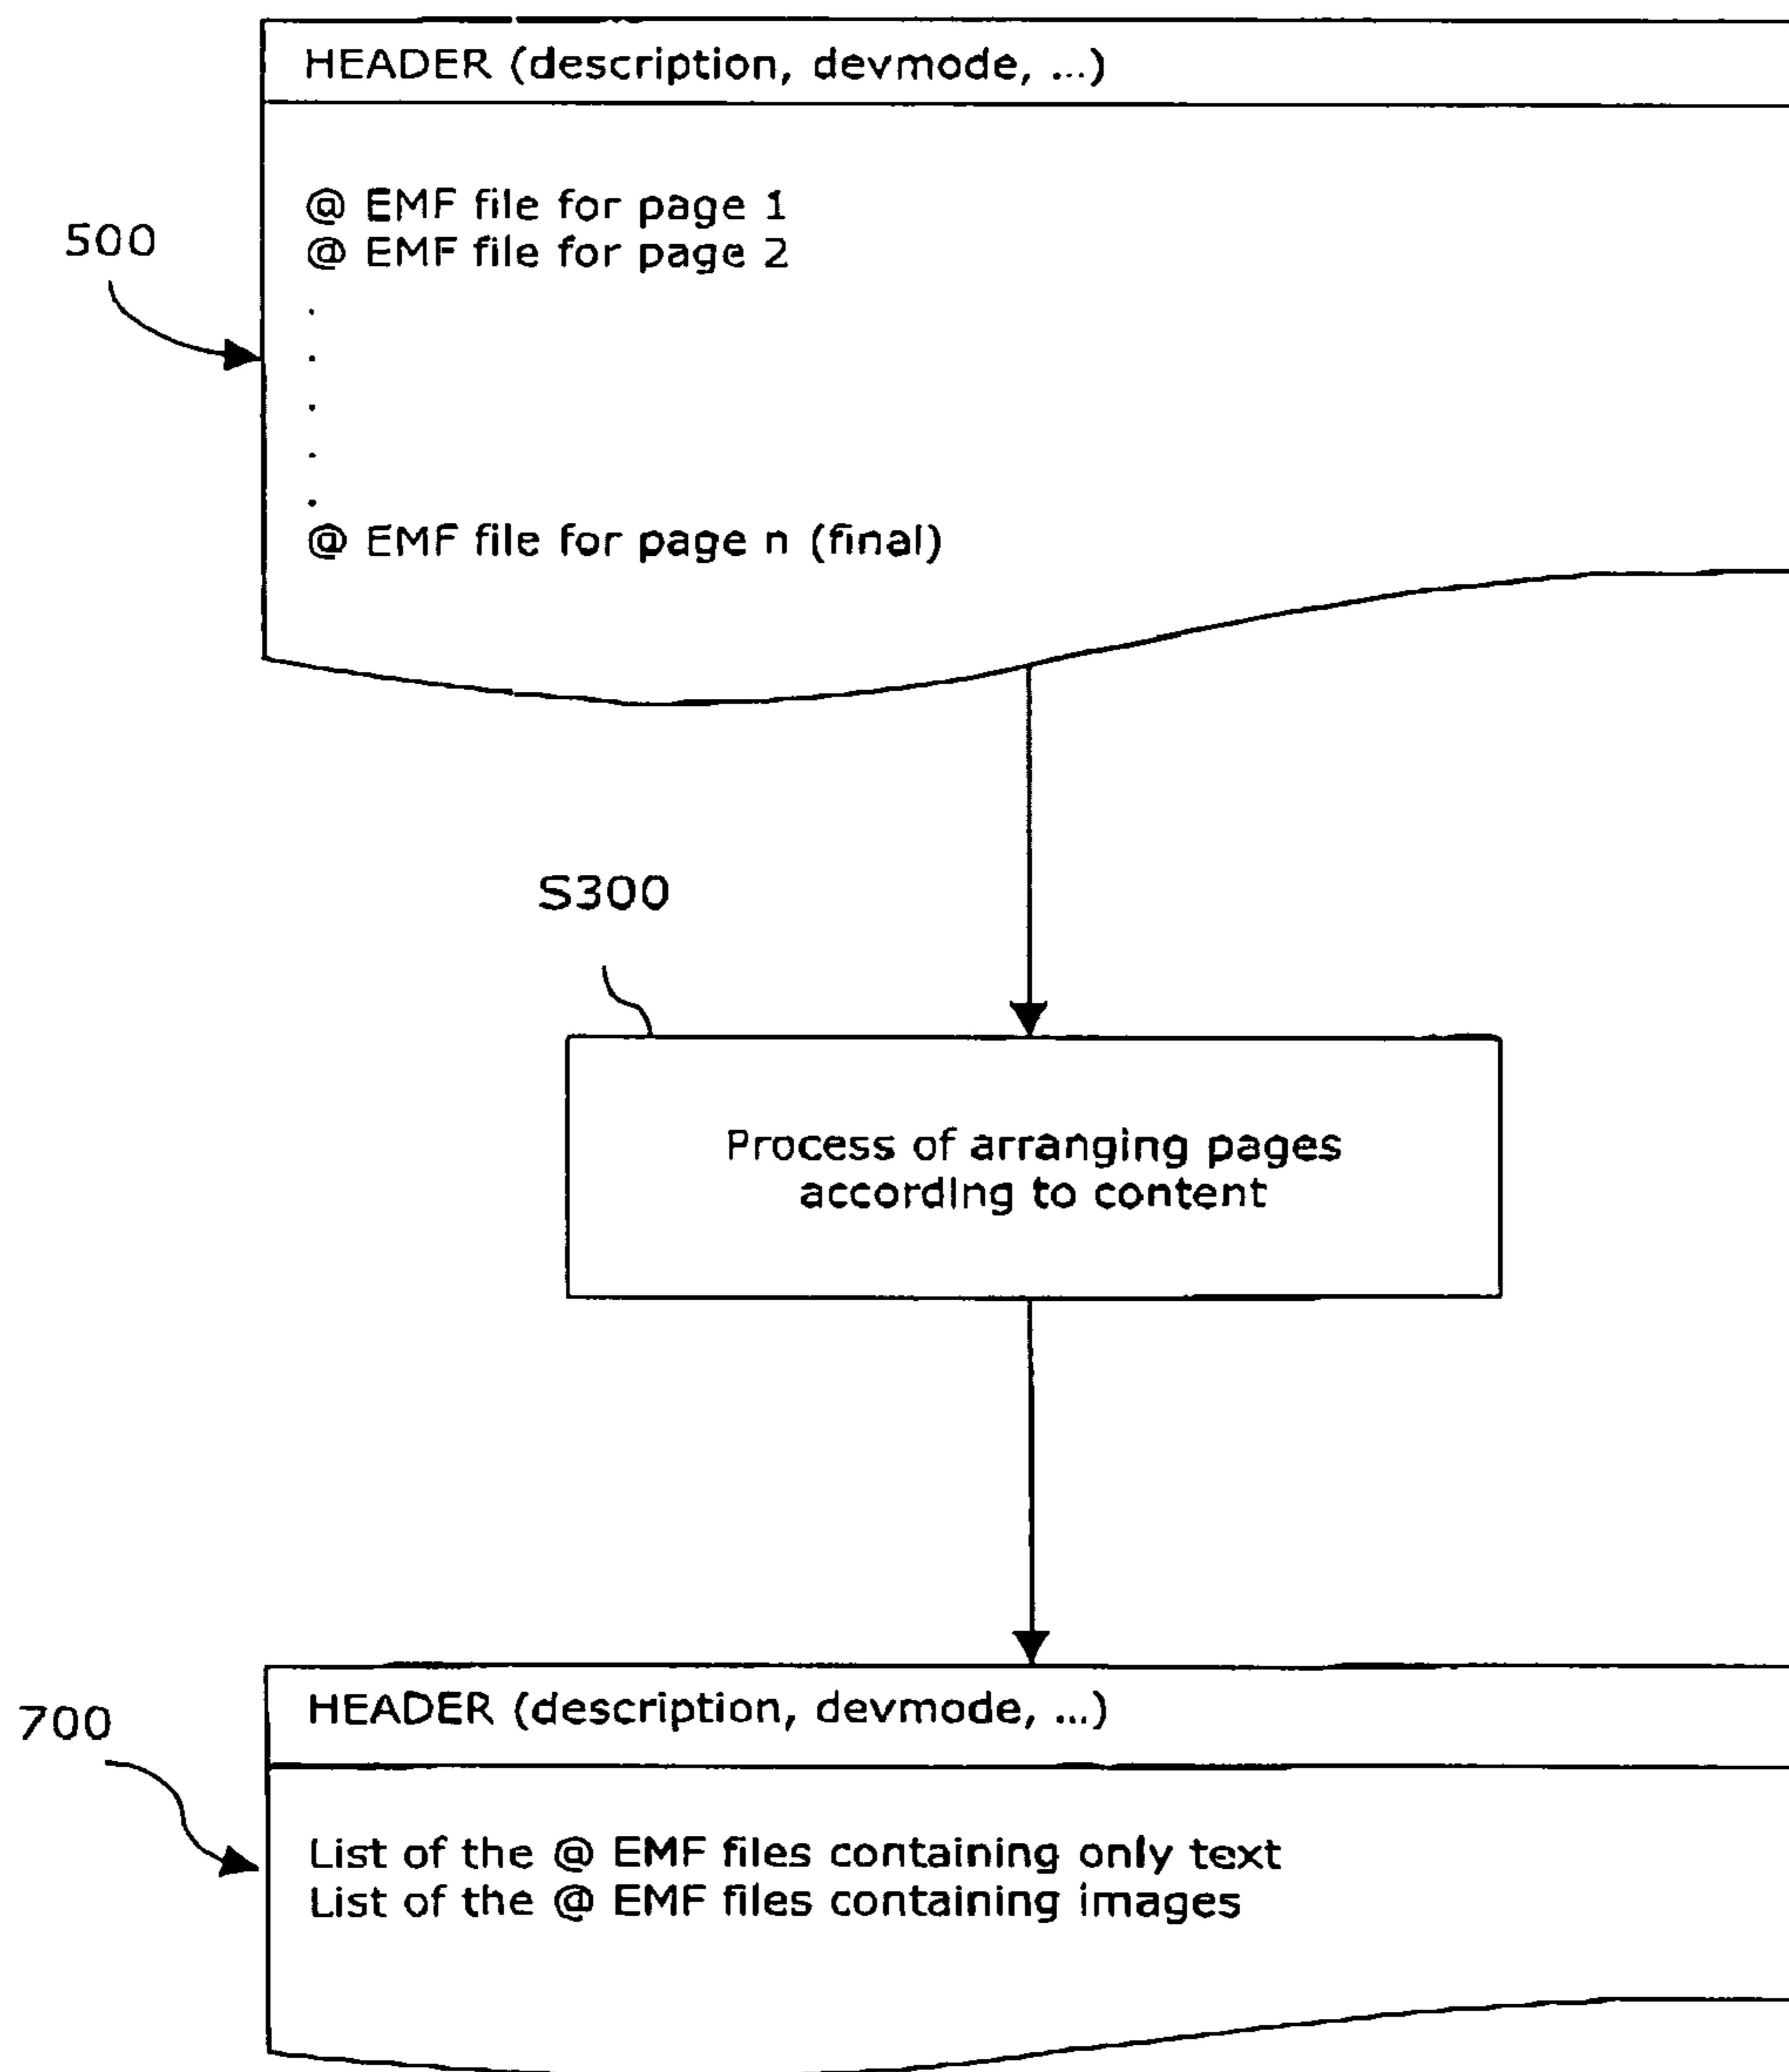 HEADER (description, devmode, ...)
500
@ EMF file for page 1
@ EMF file for page 2
.
.
.
.
.
@ EMF file for page n (final)
S300
Process of arranging pages
according to content
700
HEADER (description, devmode, ...)
List of the @ EMF files containing only text
List of the @ EMF files containing images